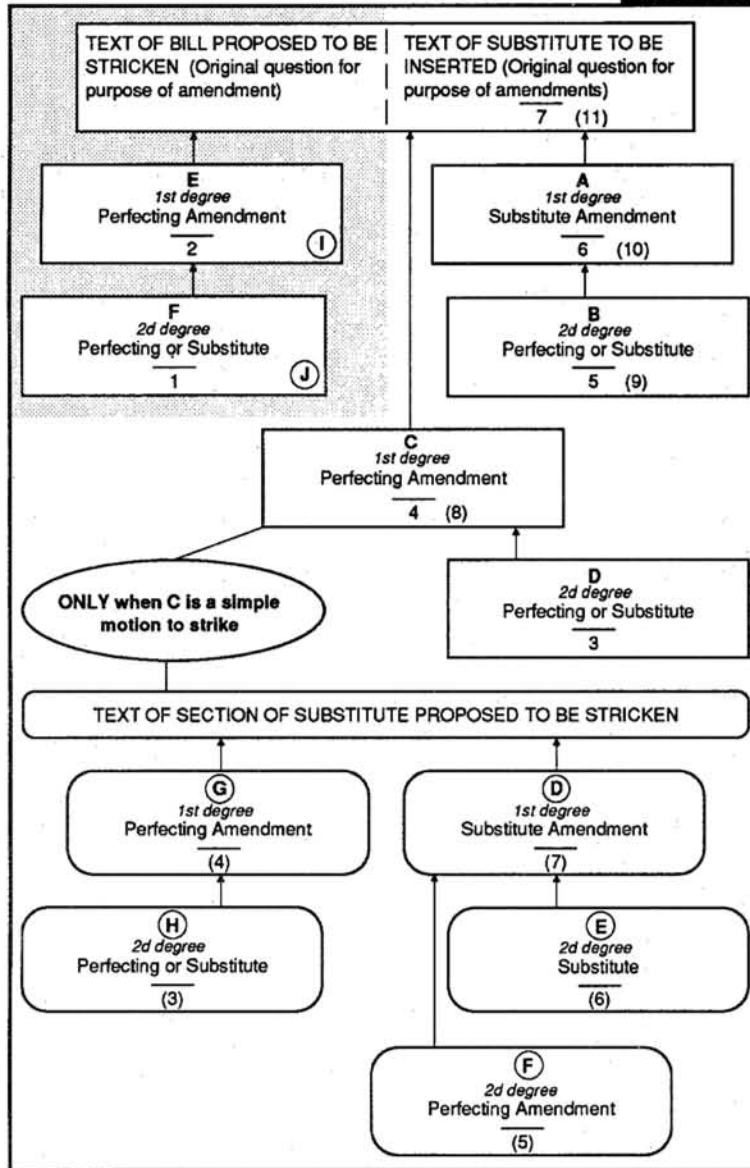 TEXT OF BILL PROPOSED TO BE
STRICKEN (Original question for
purpose of amendment)
TEXT OF SUBSTITUTE TO BE
INSERTED (Original question for
purpose of amendments)
7 (11)
E
1st degree
Perfecting Amendment
2
I
A
1st degree
Substitute Amendment
6 (10)
F
2d degree
Perfecting or Substitute
1
J
B
2d degree
Perfecting or Substitute
5 (9)
C
1st degree
Perfecting Amendment
4 (8)
ONLY when C is a simple
motion to strike
D
2d degree
Perfecting or Substitute
3
TEXT OF SECTION OF SUBSTITUTE PROPOSED TO BE STRICKEN
G
1st degree
Perfecting Amendment
(4)
D
1st degree
Substitute Amendment
(7)
H
2d degree
Perfecting or Substitute
(3)
E
2d degree
Substitute
(6)
F
2d degree
Perfecting Amendment
(5)